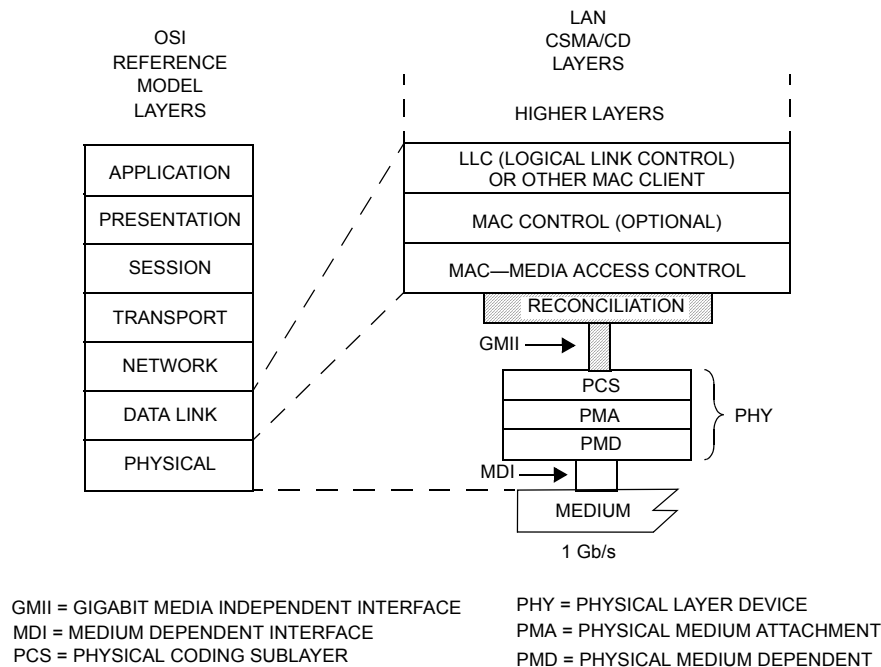 OSI
REFERENCE
MODEL
LAYERS
APPLICATION
PRESENTATION
SESSION
TRANSPORT
NETWORK
DATA LINK
PHYSICAL
LAN
CSMA/CD
LAYERS
HIGHER LAYERS
LLC (LOGICAL LINK CONTROL)
OR OTHER MAC CLIENT
MAC CONTROL (OPTIONAL)
MAC—MEDIA ACCESS CONTROL
RECONCILIATION
GMII
PCS
PMA
PMD
PHY
MDI
MEDIUM
1 Gb/s
GMII = GIGABIT MEDIA INDEPENDENT INTERFACE
MDI = MEDIUM DEPENDENT INTERFACE
PCS = PHYSICAL CODING SUBLAYER
PHY = PHYSICAL LAYER DEVICE
PMA = PHYSICAL MEDIUM ATTACHMENT
PMD = PHYSICAL MEDIUM DEPENDENT